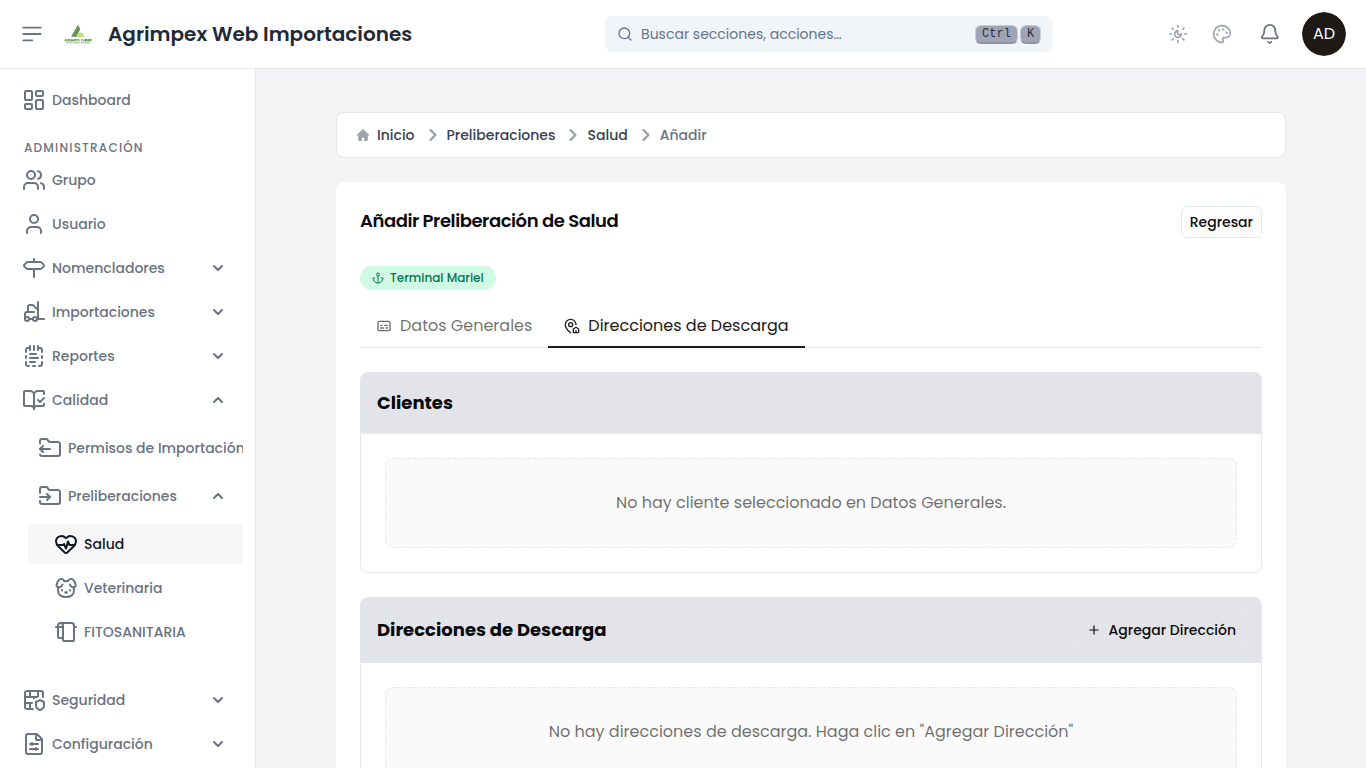 Agrimpex Web Importaciones
Buscar secciones, acciones...
Ctrl K
AD
Dashboard
ADMINISTRACIÓN
Grupo
Usuario
Nomencladores
Importaciones
Reportes
Calidad
Permisos de Importación
Preliberaciones
Salud
Veterinaria
FITOSANITARIA
Seguridad
Configuración
Inicio > Preliberaciones > Salud > Añadir
Añadir Preliberación de Salud
Regresar
Terminal Mariel
Datos Generales
Direcciones de Descarga
Clientes
No hay cliente seleccionado en Datos Generales.
Direcciones de Descarga
+ Agregar Dirección
No hay direcciones de descarga. Haga clic en "Agregar Dirección"